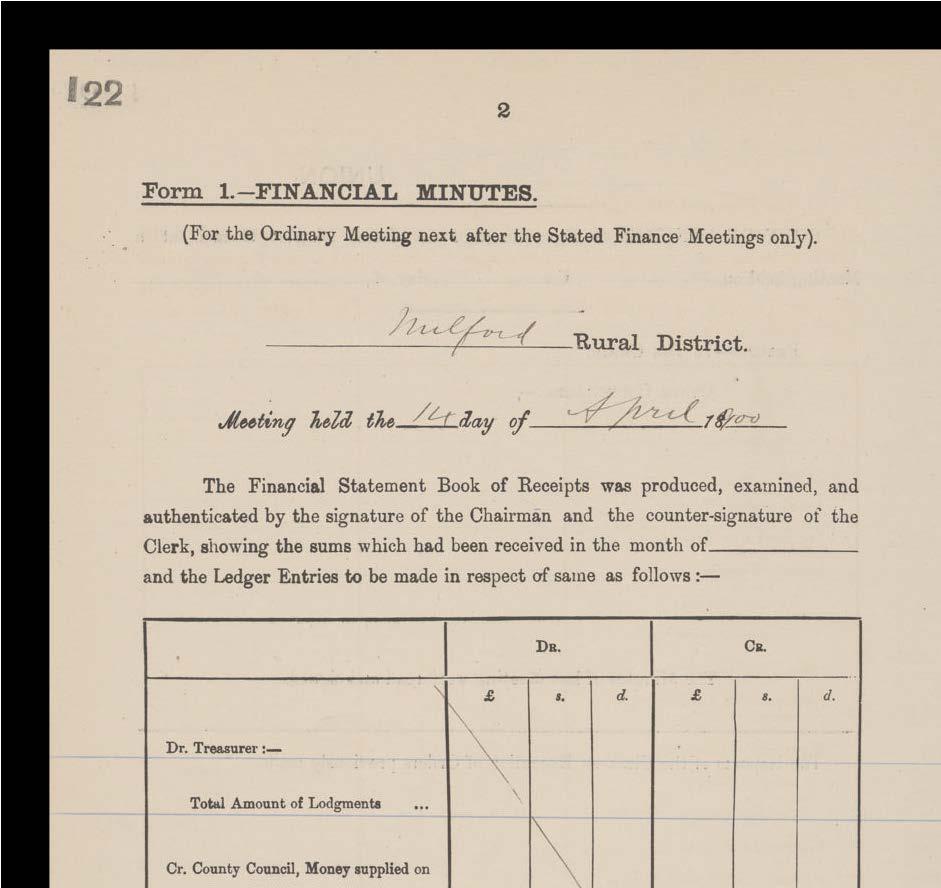 122
2
Form 1.—FINANCIAL MINUTES.
(For the Ordinary Meeting next after the Stated Finance Meetings only).
Milford Rural District.
Meeting held the 14 day of April 1900
The Financial Statement Book of Receipts was produced, examined, and
authenticated by the signature of the Chairman and the counter-signature of the
Clerk, showing the sums which had been received in the month of
and the Ledger Entries to be made in respect of same as follows :—
DR. CR.
£ s. d. £ s. d.
Dr. Treasurer :—
Total Amount of Lodgments ...
Cr. County Council, Money supplied on